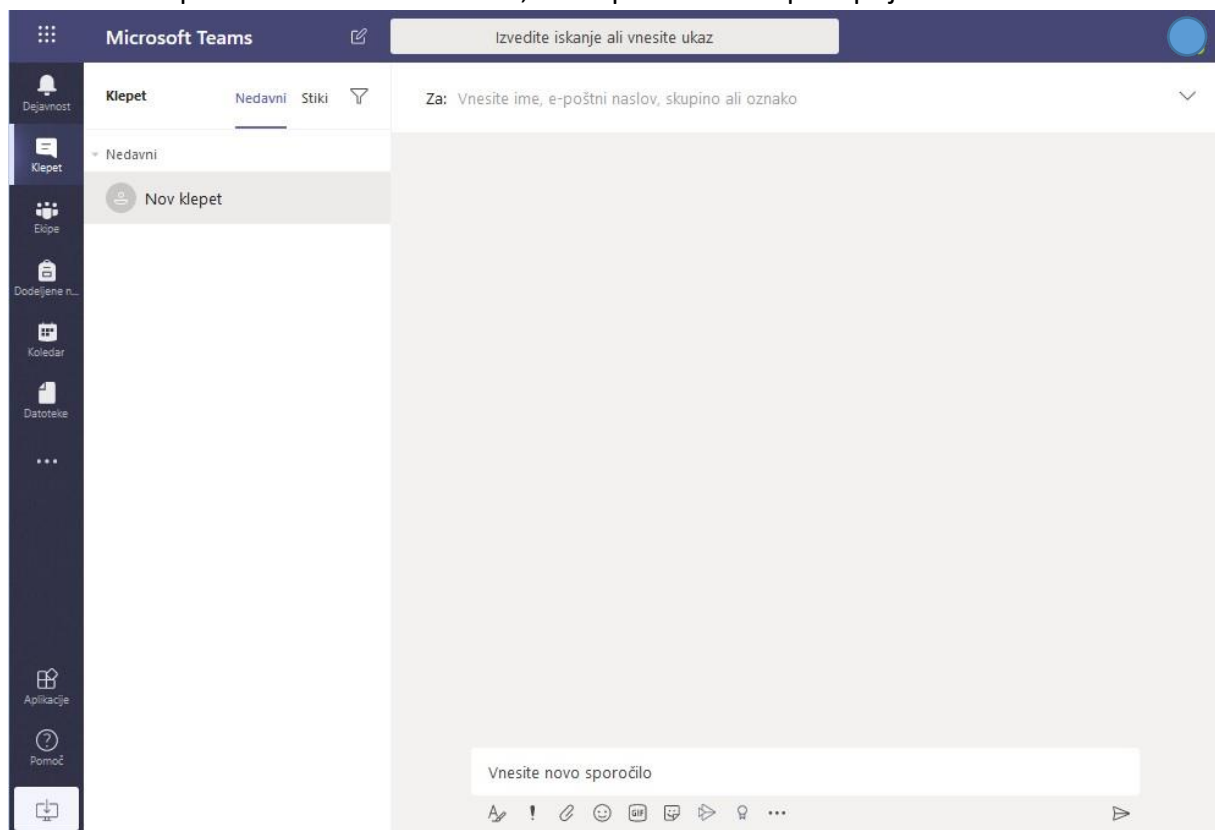 Microsoft Teams
Izvedite iskanje ali vnesite ukaz
Dejavnost
Klepet
Ekipe
Dodeljene n...
Koledar
Datoteke
Aplikacije
Pomoč
Klepet Nedavni Stiki
Nedavni
Nov klepet
Za: Vnesite ime, e-poštni naslov, skupino ali oznako
Vnesite novo sporočilo
GIF